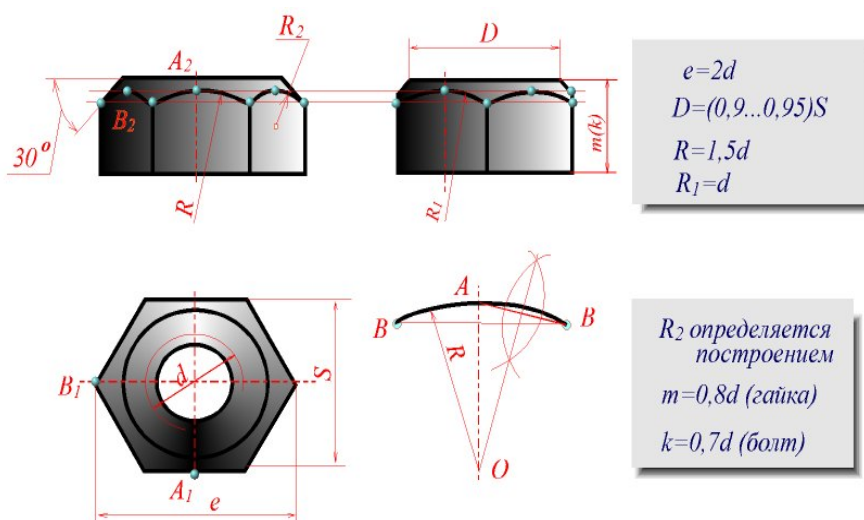 R₂
A₂
D
e=2d
D=(0,9...0,95)S
R=1,5d
R₁=d
B₂
30°
R
R₁
m(k)
A
B
B
R
O
d
S
B₁
A₁
e
R₂ определяется
построением
m=0,8d (гайка)
k=0,7d (болт)